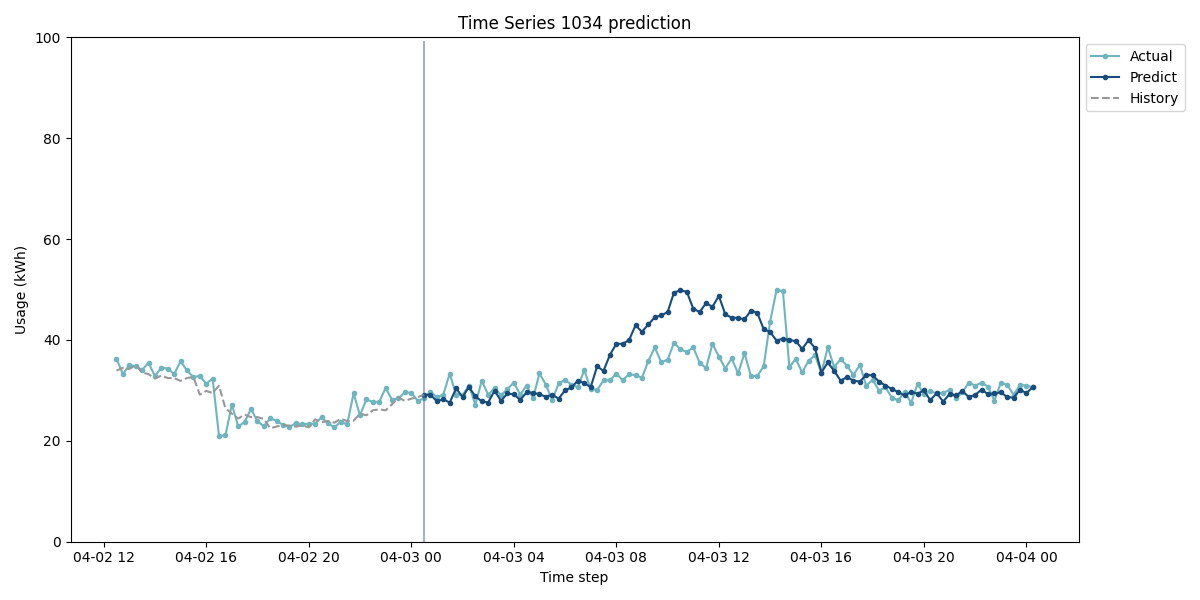 Time Series 1034 prediction
100
80
60
40
20
0
Usage (kWh)
04-02 12
04-02 16
04-02 20
04-03 00
04-03 04
04-03 08
04-03 12
04-03 16
04-03 20
04-04 00
Time step
Actual
Predict
History